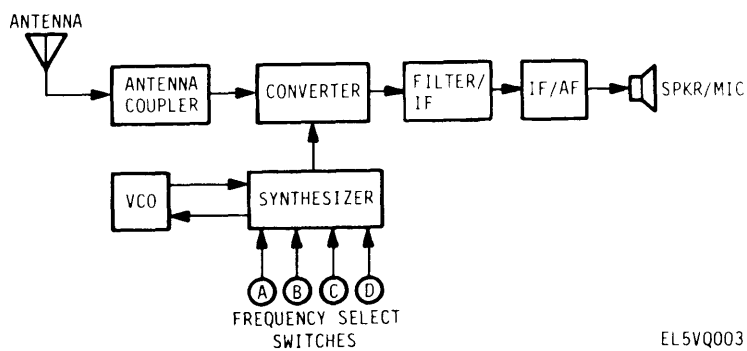 ANTENNA
ANTENNA
COUPLER
CONVERTER
FILTER/
IF
IF/AF
SPKR/MIC
VCO
SYNTHESIZER
A B C D
FREQUENCY SELECT
SWITCHES
EL5VQ003